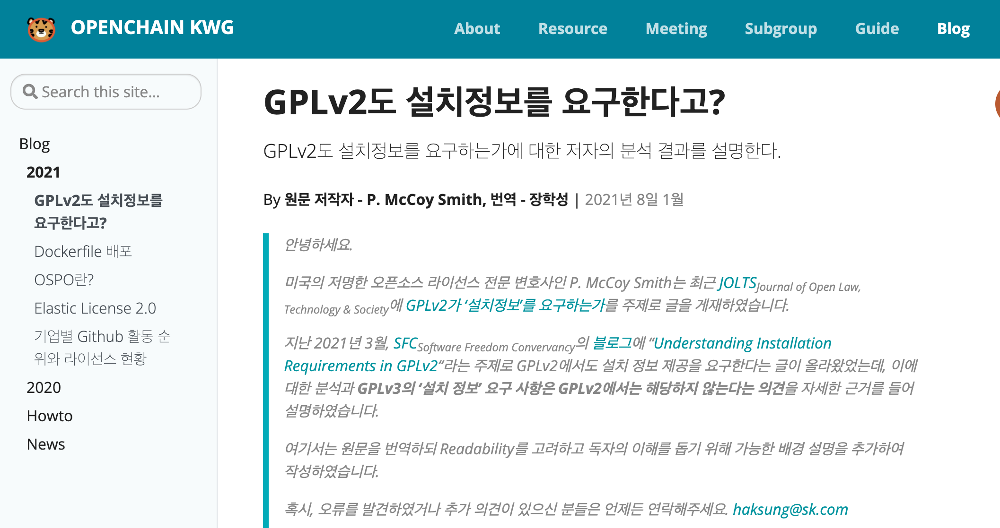 OPENCHAIN KWG
About Resource Meeting Subgroup Guide Blog
Search this site...
Blog
2021
GPLv2도 설치정보를
요구한다고?
Dockerfile 배포
OSPO란?
Elastic License 2.0
기업별 Github 활동 순
위와 라이선스 현황
2020
Howto
News
GPLv2도 설치정보를 요구한다고?
GPLv2도 설치정보를 요구하는가에 대한 저자의 분석 결과를 설명한다.
By 원문 저작자 - P. McCoy Smith, 번역 - 장학성 | 2021년 8일 1월
안녕하세요.
미국의 저명한 오픈소스 라이선스 전문 변호사인 P. McCoy Smith는 최근 JOLTS Journal of Open Law,
Technology & Society에 GPLv2가 ‘설치정보’를 요구하는가를 주제로 글을 게재하였습니다.
지난 2021년 3월, SFC Software Freedom Convervancy의 블로그에 “Understanding Installation
Requirements in GPLv2“라는 주제로 GPLv2에서도 설치 정보 제공을 요구한다는 글이 올라왔었는데, 이에
대한 분석과 GPLv3의 ‘설치 정보’ 요구 사항은 GPLv2에서는 해당하지 않는다는 의견을 자세한 근거를 들어
설명하였습니다.
여기서는 원문을 번역하되 Readability를 고려하고 독자의 이해를 돕기 위해 가능한 배경 설명을 추가하여
작성하였습니다.
혹시, 오류를 발견하였거나 추가 의견이 있으신 분들은 언제든 연락해주세요. haksung@sk.com